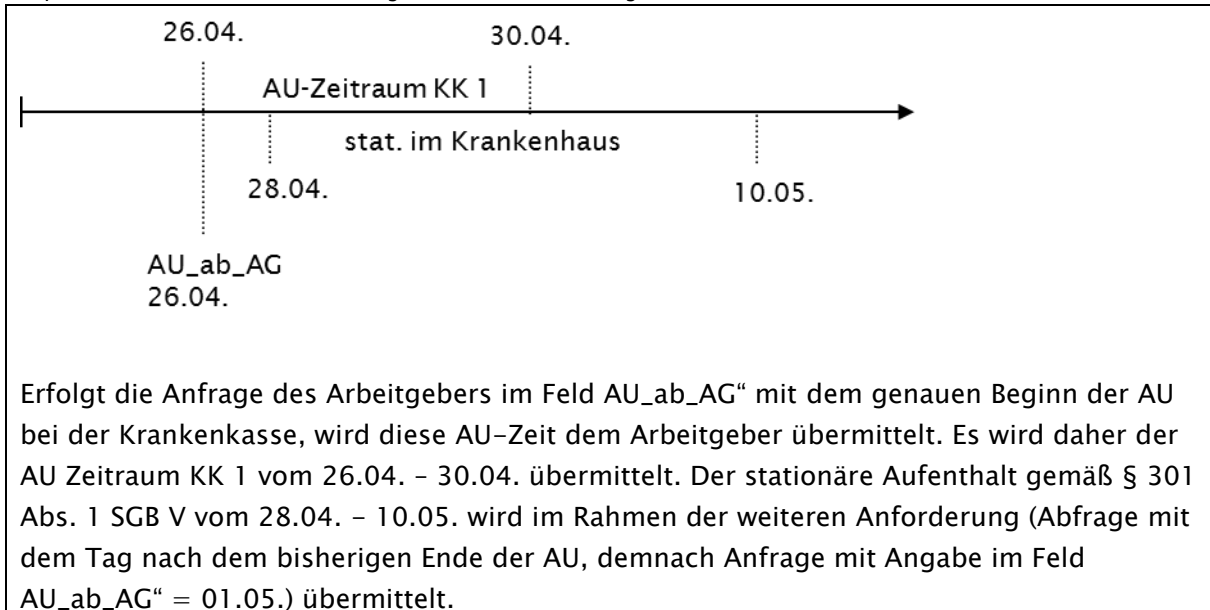 26.04.
30.04.
AU-Zeitraum KK 1
stat. im Krankenhaus
28.04.
10.05.
AU_ab_AG
26.04.
Erfolgt die Anfrage des Arbeitgebers im Feld AU_ab_AG“ mit dem genauen Beginn der AU
bei der Krankenkasse, wird diese AU-Zeit dem Arbeitgeber übermittelt. Es wird daher der
AU Zeitraum KK 1 vom 26.04. – 30.04. übermittelt. Der stationäre Aufenthalt gemäß § 301
Abs. 1 SGB V vom 28.04. – 10.05. wird im Rahmen der weiteren Anforderung (Abfrage mit
dem Tag nach dem bisherigen Ende der AU, demnach Anfrage mit Angabe im Feld
AU_ab_AG“ = 01.05.) übermittelt.